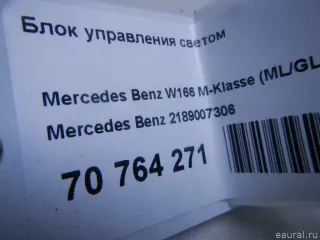 Блок управления светом
Mercedes Benz W166 M-Klasse (ML/GL
Mercedes Benz 2189007306
70 764 271
eaural.ru